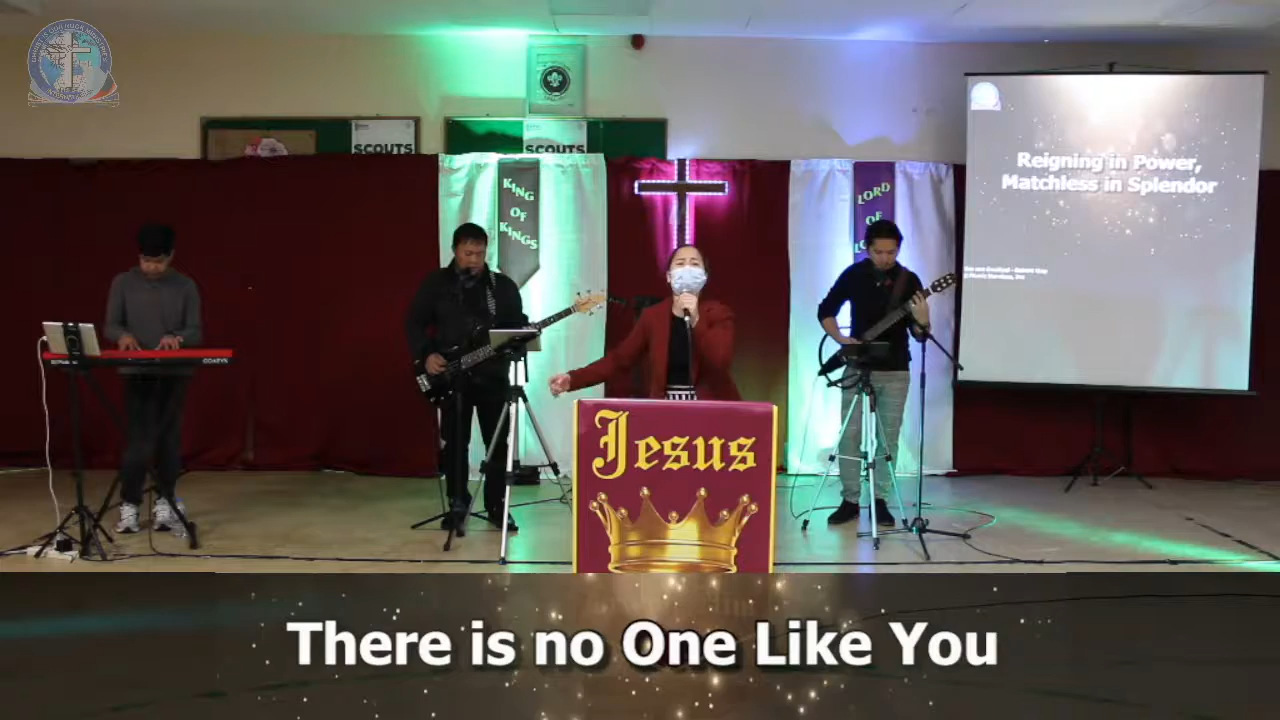 SCOUTS
SCOUTS
KING
OF
KINGS
LORD
OF
Reigning in Power,
Matchless in Splendor
Jesus
There is no One Like You